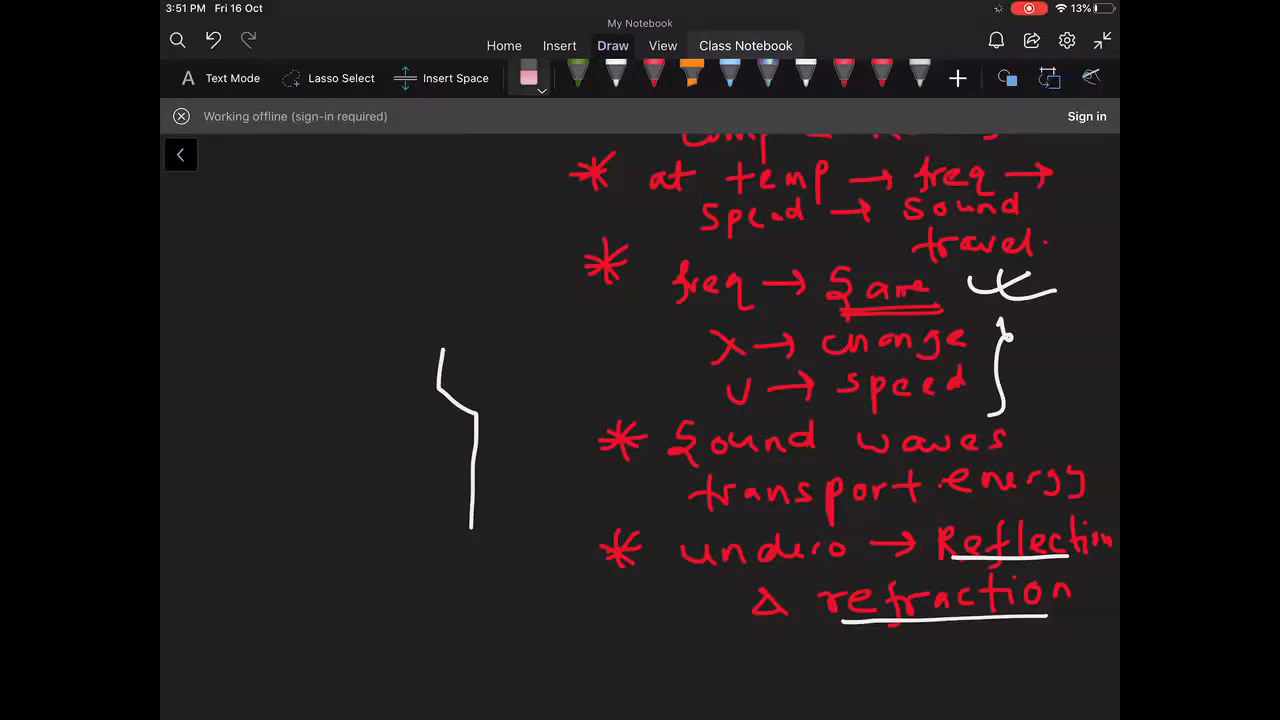 3:51 PM Fri 16 Oct
13%
My Notebook
Home Insert Draw View Class Notebook
A Text Mode Lasso Select Insert Space
Working offline (sign-in required) Sign in
* at temp → freq →
speed → sound
travel.
* freq → Same
λ → change
v → speed
* Sound waves
transport energy
* undero → Reflection
& refraction